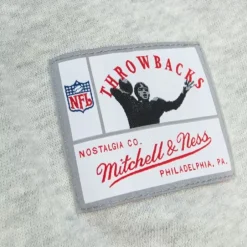 THROWBACKS
NFL
NOSTALGIA CO.
Mitchell & Ness
PHILADELPHIA, PA.